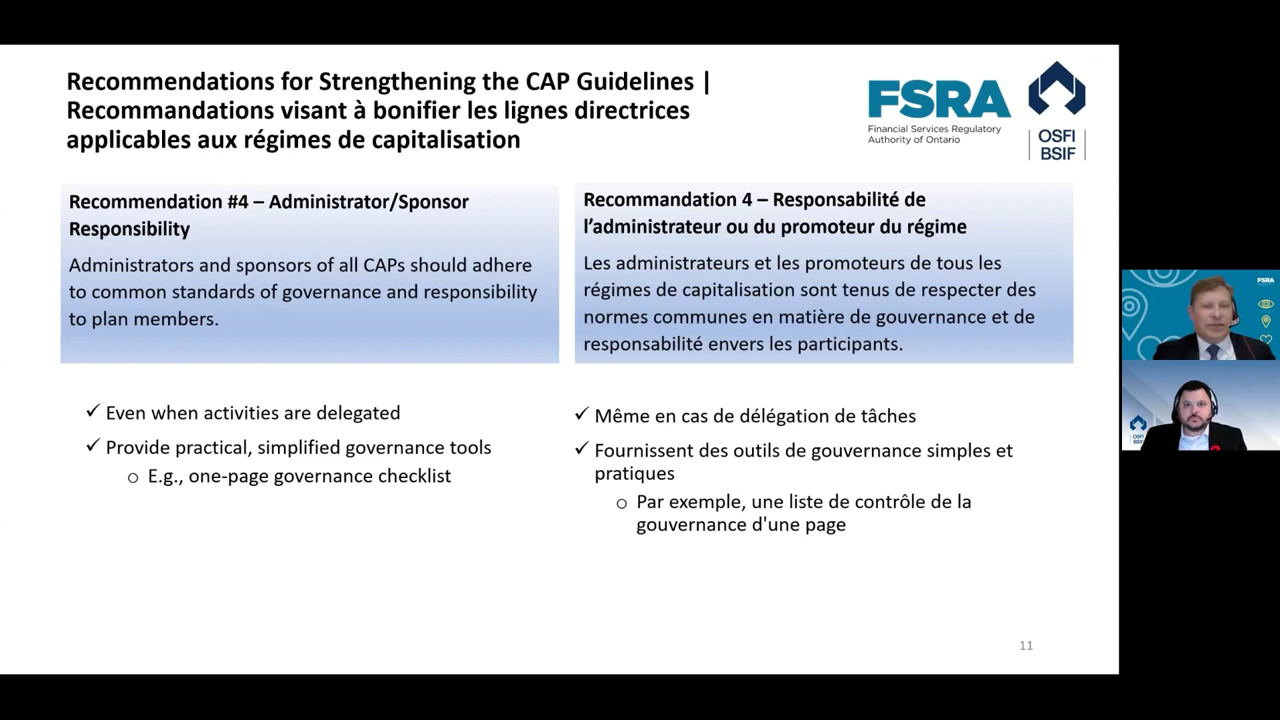 Recommendations for Strengthening the CAP Guidelines |
Recommandations visant à bonifier les lignes directrices
applicables aux régimes de capitalisation
FSRA
Financial Services Regulatory
Authority of Ontario
OSFI
BSIF
Recommendation #4 – Administrator/Sponsor
Responsibility
Administrators and sponsors of all CAPs should adhere
to common standards of governance and responsibility
to plan members.
Recommandation 4 – Responsabilité de
l’administrateur ou du promoteur du régime
Les administrateurs et les promoteurs de tous les
régimes de capitalisation sont tenus de respecter des
normes communes en matière de gouvernance et de
responsabilité envers les participants.
✓ Even when activities are delegated
✓ Provide practical, simplified governance tools
o E.g., one-page governance checklist
✓ Même en cas de délégation de tâches
✓ Fournissent des outils de gouvernance simples et
pratiques
o Par exemple, une liste de contrôle de la
gouvernance d'une page
11
FSRA